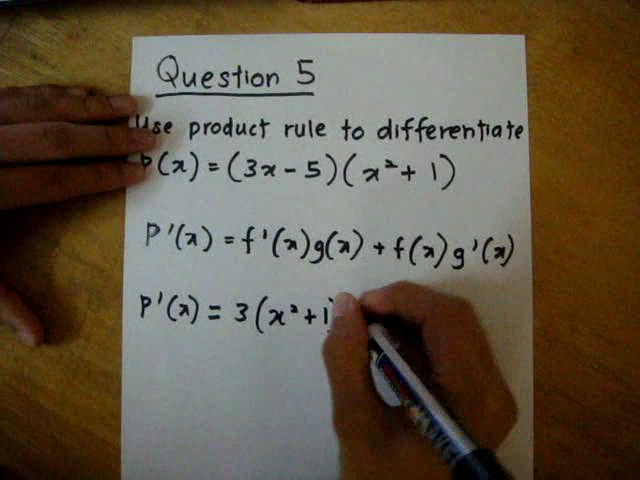 Question 5
Use product rule to differentiate
p(x) = (3x - 5)(x² + 1)
P'(x) = f'(x)g(x) + f(x)g'(x)
P'(x) = 3(x² + 1)